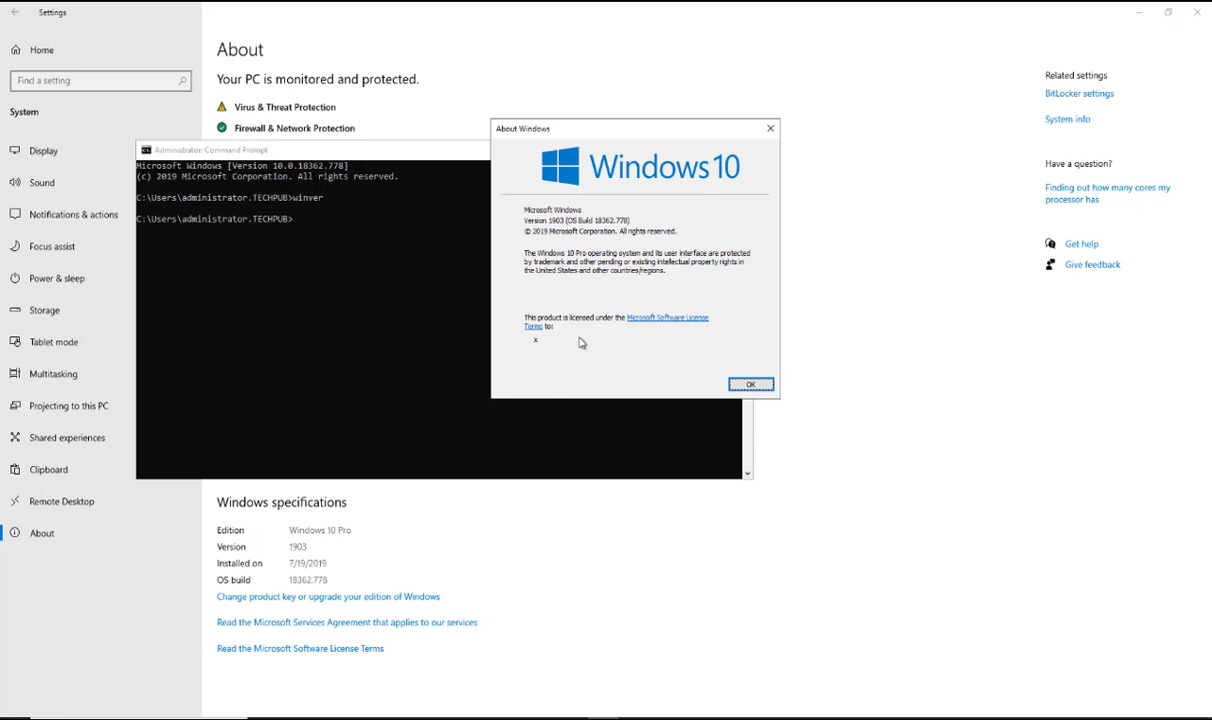 Settings
Home
Find a setting
System
Display
Sound
Notifications & actions
Focus assist
Power & sleep
Storage
Tablet mode
Multitasking
Projecting to this PC
Shared experiences
Clipboard
Remote Desktop
About
About
Your PC is monitored and protected.
Virus & Threat Protection
Firewall & Network Protection
Administrator: Command Prompt
Microsoft Windows [Version 10.0.18362.778]
(c) 2019 Microsoft Corporation. All rights reserved.
C:\Users\administrator.TECHPUB>winver
C:\Users\administrator.TECHPUB>
About Windows
Windows 10
Microsoft Windows
Version 1903 (OS Build 18362.778)
© 2019 Microsoft Corporation. All rights reserved.
The Windows 10 Pro operating system and its user interface are protected
by trademark and other pending or existing intellectual property rights in
the United States and other countries/regions.
This product is licensed under the Microsoft Software License
Terms to:
x
OK
Windows specifications
Edition Windows 10 Pro
Version 1903
Installed on 7/19/2019
OS build 18362.778
Change product key or upgrade your edition of Windows
Read the Microsoft Services Agreement that applies to our services
Read the Microsoft Software License Terms
Related settings
BitLocker settings
System info
Have a question?
Finding out how many cores my
processor has
Get help
Give feedback